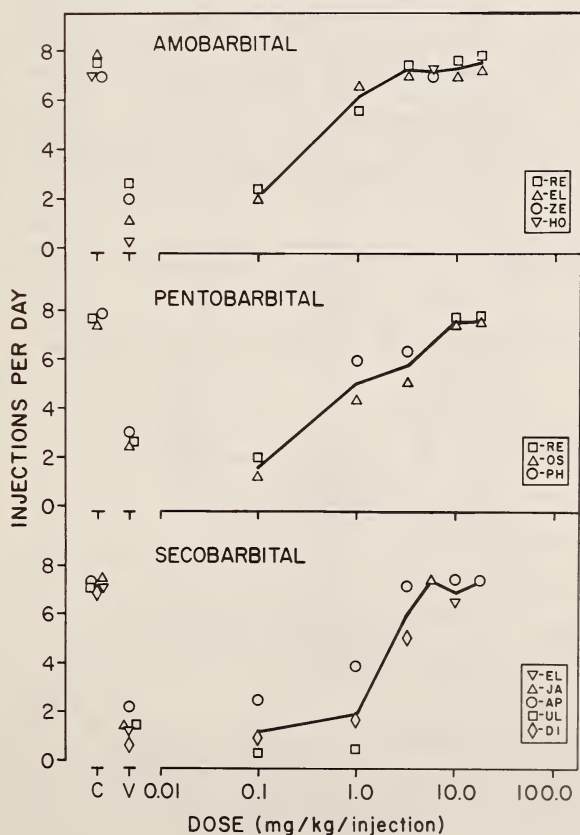 INJECTIONS PER DAY
AMOBARBITAL
8
6
4
2
0
□-RE
△-EL
○-ZE
▽-HO
PENTOBARBITAL
8
6
4
2
0
□-RE
△-OS
○-PH
SECOBARBITAL
8
6
4
2
0
▽-EL
△-JA
○-AP
□-UL
◇-DI
C V 0.01 0.1 1.0 10.0 100.0
DOSE (mg/kg/injection)